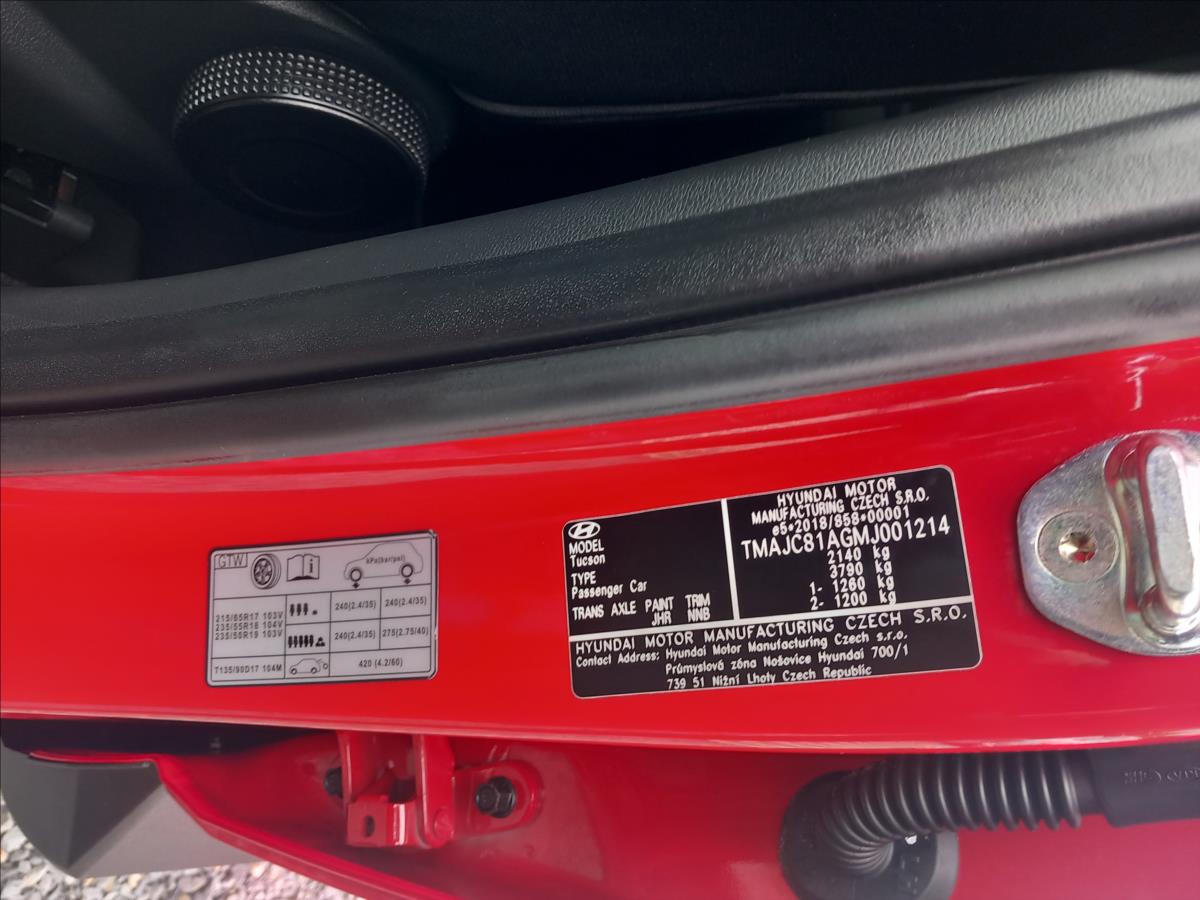 GTW
i
kPa(bar/psi)
215/65R17 103V
235/55R18 104V
235/50R19 103V
240(2.4/35) 240(2.4/35)
240(2.4/35) 275(2.75/40)
T135/90D17 104M
420 (4.2/60)
MODEL
Tucson
TYPE
Passenger Car
TRANS AXLE PAINT TRIM
JHR NNB
HYUNDAI MOTOR
MANUFACTURING CZECH S.R.O.
e5*2018/858*00001
TMAJC81AGMJ001214
2140 kg
3790 kg
1- 1260 kg
2- 1200 kg
HYUNDAI MOTOR MANUFACTURING CZECH S.R.O.
Contact Address: Hyundai Motor Manufacturing Czech s.r.o.
Průmyslová zóna Nošovice Hyundai 700/1
739 51 Nižní Lhoty Czech Republic